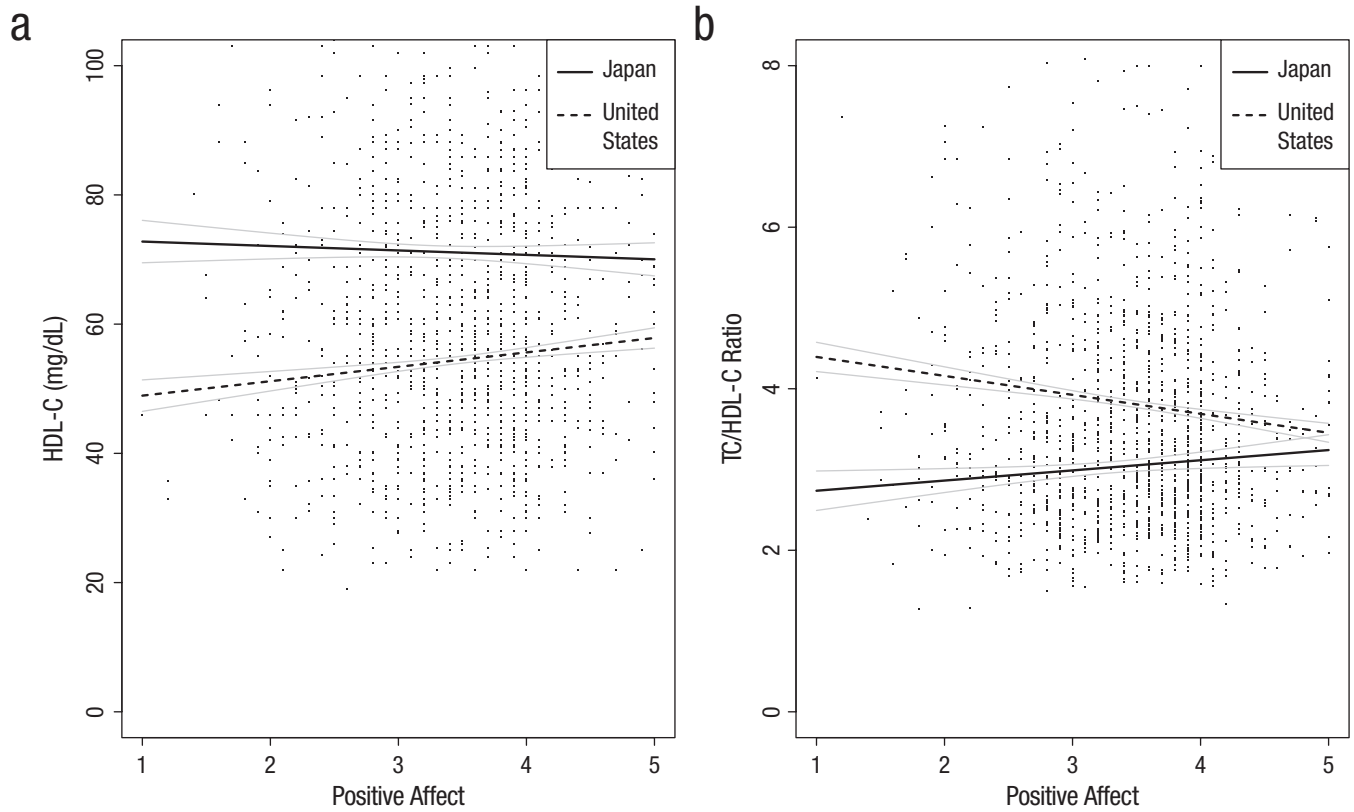 a
b
HDL-C (mg/dL)
100
80
60
40
20
0
1 2 3 4 5
Positive Affect
Japan
United
States
TC/HDL-C Ratio
8
6
4
2
0
1 2 3 4 5
Positive Affect
Japan
United
States